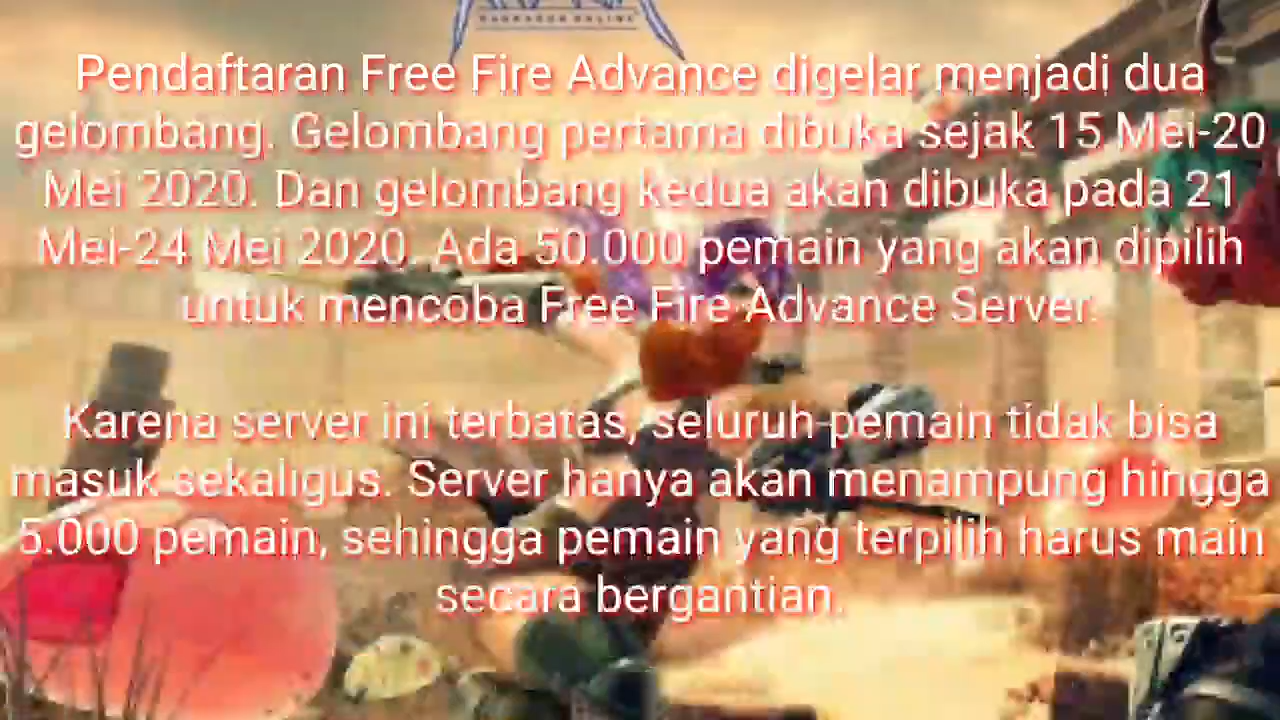 RAGNAROK ONLINE
Pendaftaran Free Fire Advance digelar menjadi dua
gelombang. Gelombang pertama dibuka sejak 15 Mei-20
Mei 2020. Dan gelombang kedua akan dibuka pada 21
Mei-24 Mei 2020. Ada 50.000 pemain yang akan dipilih
untuk mencoba Free Fire Advance Server.
Karena server ini terbatas, seluruh pemain tidak bisa
masuk sekaligus. Server hanya akan menampung hingga
5.000 pemain, sehingga pemain yang terpilih harus main
secara bergantian.